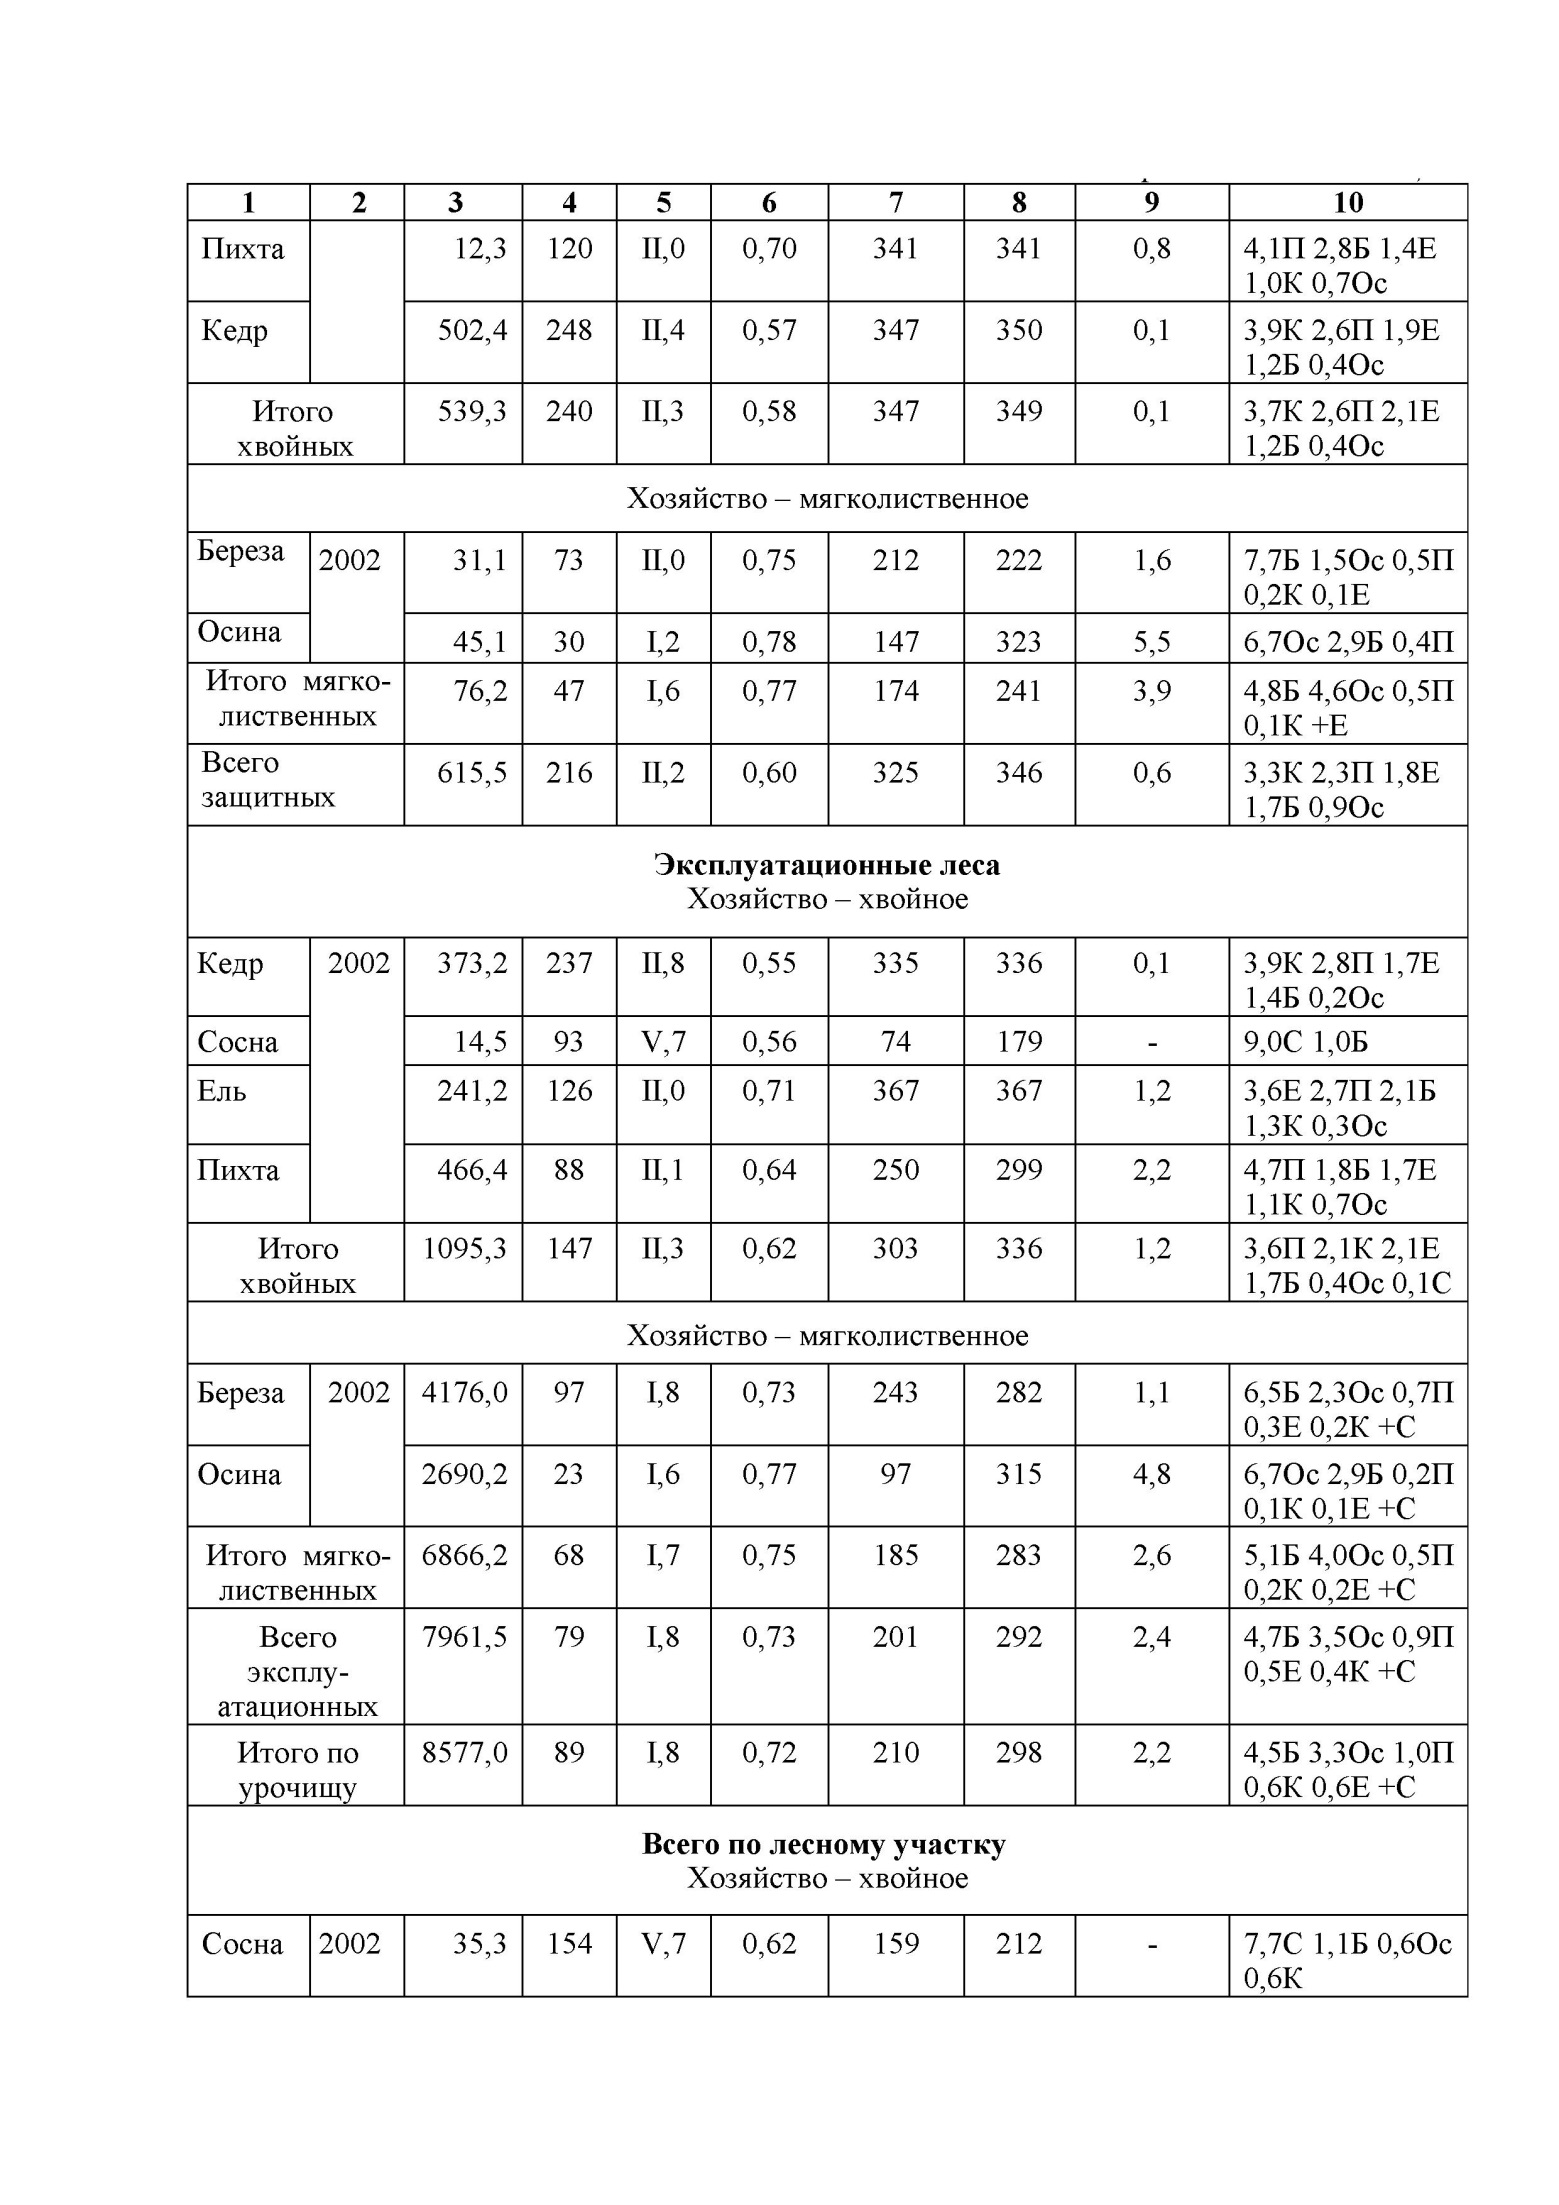 1 2 3 4 5 6 7 8 9 10
Пихта 12,3 120 II,0 0,70 341 341 0,8 4,1П 2,8Б 1,4Е
1,0К 0,7Ос
Кедр 502,4 248 II,4 0,57 347 350 0,1 3,9К 2,6П 1,9Е
1,2Б 0,4Ос
Итого 539,3 240 II,3 0,58 347 349 0,1 3,7К 2,6П 2,1Е
хвойных 1,2Б 0,4Ос
Хозяйство – мягколиственное
Береза 2002 31,1 73 II,0 0,75 212 222 1,6 7,7Б 1,5Ос 0,5П
0,2К 0,1Е
Осина 45,1 30 I,2 0,78 147 323 5,5 6,7Ос 2,9Б 0,4П
Итого мягко- 76,2 47 I,6 0,77 174 241 3,9 4,8Б 4,6Ос 0,5П
лиственных 0,1К +Е
Всего 615,5 216 II,2 0,60 325 346 0,6 3,3К 2,3П 1,8Е
защитных 1,7Б 0,9Ос
Эксплуатационные леса
Хозяйство – хвойное
Кедр 2002 373,2 237 II,8 0,55 335 336 0,1 3,9К 2,8П 1,7Е
1,4Б 0,2Ос
Сосна 14,5 93 V,7 0,56 74 179 - 9,0С 1,0Б
Ель 241,2 126 II,0 0,71 367 367 1,2 3,6Е 2,7П 2,1Б
1,3К 0,3Ос
Пихта 466,4 88 II,1 0,64 250 299 2,2 4,7П 1,8Б 1,7Е
1,1К 0,7Ос
Итого 1095,3 147 II,3 0,62 303 336 1,2 3,6П 2,1К 2,1Е
хвойных 1,7Б 0,4Ос 0,1С
Хозяйство – мягколиственное
Береза 2002 4176,0 97 I,8 0,73 243 282 1,1 6,5Б 2,3Ос 0,7П
0,3Е 0,2К +С
Осина 2690,2 23 I,6 0,77 97 315 4,8 6,7Ос 2,9Б 0,2П
0,1К 0,1Е +С
Итого мягко- 6866,2 68 I,7 0,75 185 283 2,6 5,1Б 4,0Ос 0,5П
лиственных 0,2К 0,2Е +С
Всего 7961,5 79 I,8 0,73 201 292 2,4 4,7Б 3,5Ос 0,9П
эксплу- 0,5Е 0,4К +С
атационных
Итого по 8577,0 89 I,8 0,72 210 298 2,2 4,5Б 3,3Ос 1,0П
урочищу 0,6К 0,6Е +С
Всего по лесному участку
Хозяйство – хвойное
Сосна 2002 35,3 154 V,7 0,62 159 212 - 7,7С 1,1Б 0,6Ос
0,6К